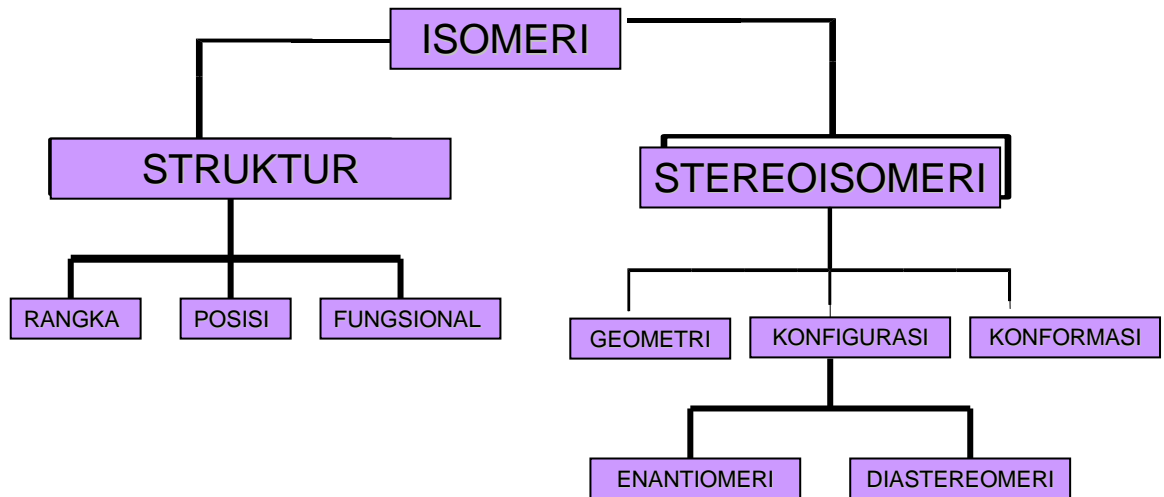 ISOMERI
STRUKTUR
STEREOISOMERI
RANGKA
POSISI
FUNGSIONAL
GEOMETRI
KONFIGURASI
KONFORMASI
ENANTIOMERI
DIASTEREOMERI